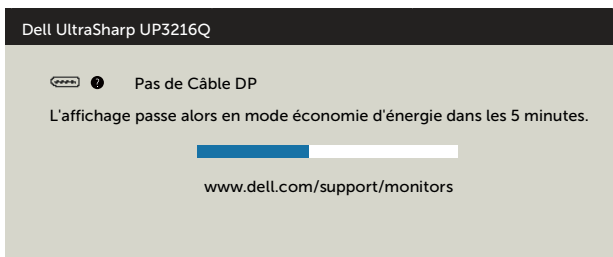 Dell UltraSharp UP3216Q
? Pas de Câble DP
L'affichage passe alors en mode économie d'énergie dans les 5 minutes.
www.dell.com/support/monitors